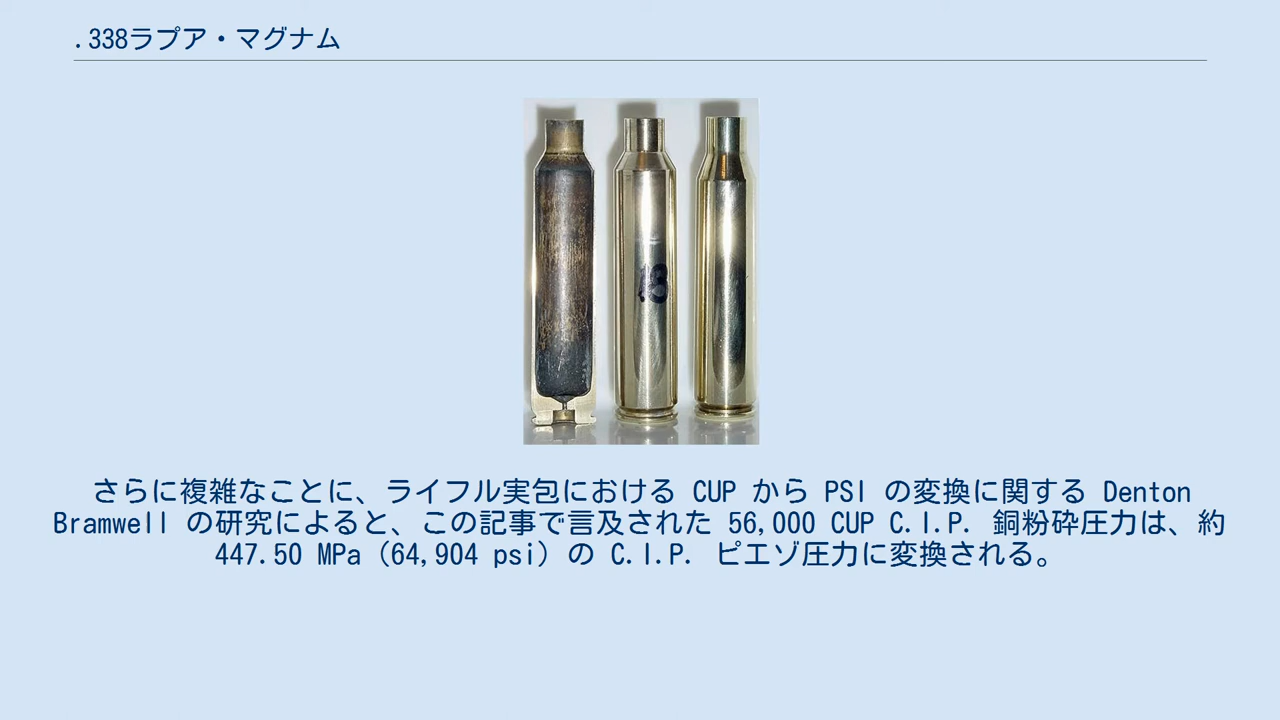 .338ラプア・マグナム
18
さらに複雑なことに、ライフル実包における CUP から PSI の変換に関する Denton
Bramwell の研究によると、この記事で言及された 56,000 CUP C.I.P. 銅粉砕圧力は、約
447.50 MPa（64,904 psi）の C.I.P. ピエゾ圧力に変換される。